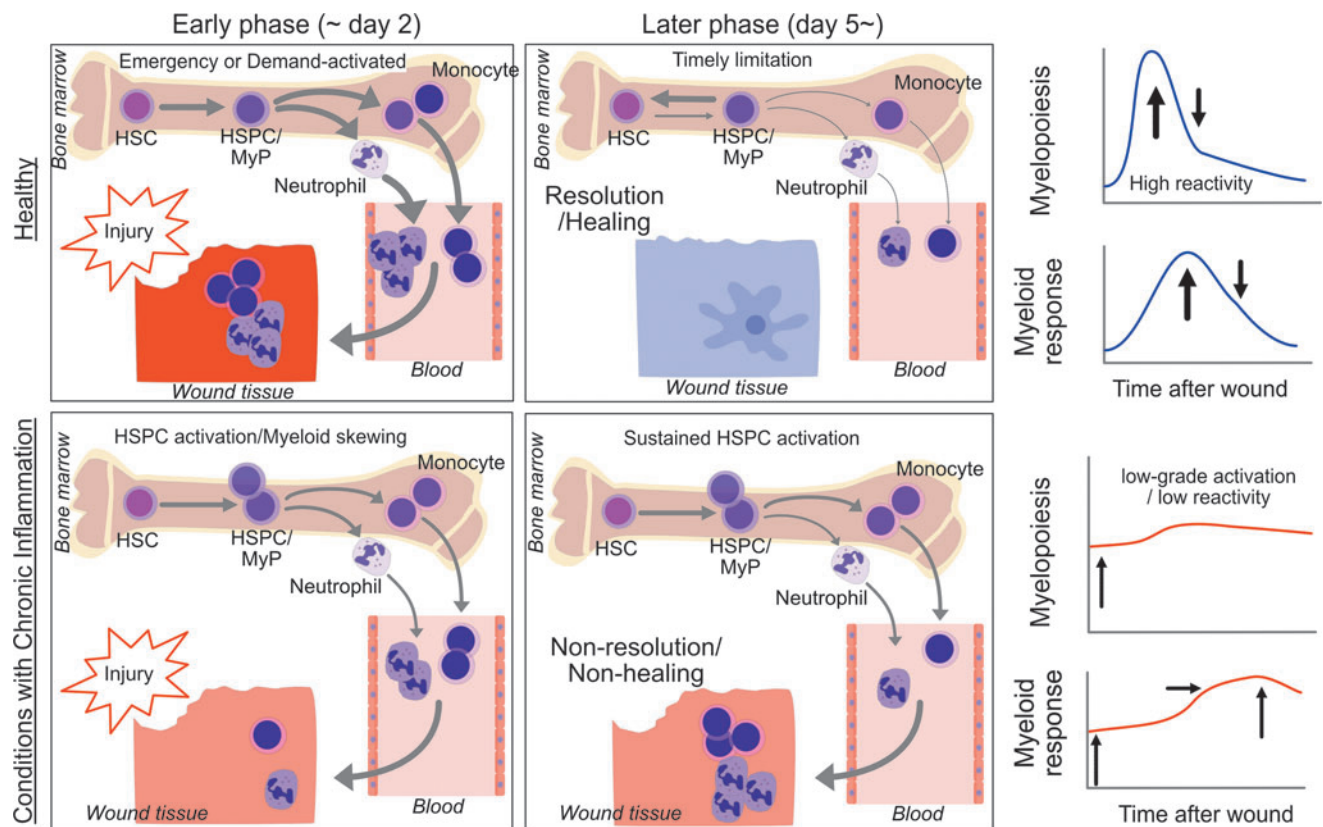 Early phase (~ day 2)
Later phase (day 5~)
Healthy
Bone marrow
Emergency or Demand-activated
Monocyte
HSC
HSPC/
MyP
Neutrophil
Injury
Wound tissue
Blood
Bone marrow
Timely limitation
Monocyte
HSC
HSPC/
MyP
Neutrophil
Resolution
/Healing
Wound tissue
Blood
Myelopoiesis
High reactivity
Myeloid
response
Time after wound
Conditions with Chronic Inflammation
Bone marrow
HSPC activation/Myeloid skewing
Monocyte
HSC
HSPC/
MyP
Neutrophil
Injury
Wound tissue
Blood
Bone marrow
Sustained HSPC activation
Monocyte
HSC
HSPC/
MyP
Neutrophil
Non-resolution/
Non-healing
Wound tissue
Blood
Myelopoiesis
low-grade activation
/ low reactivity
Myeloid
response
Time after wound